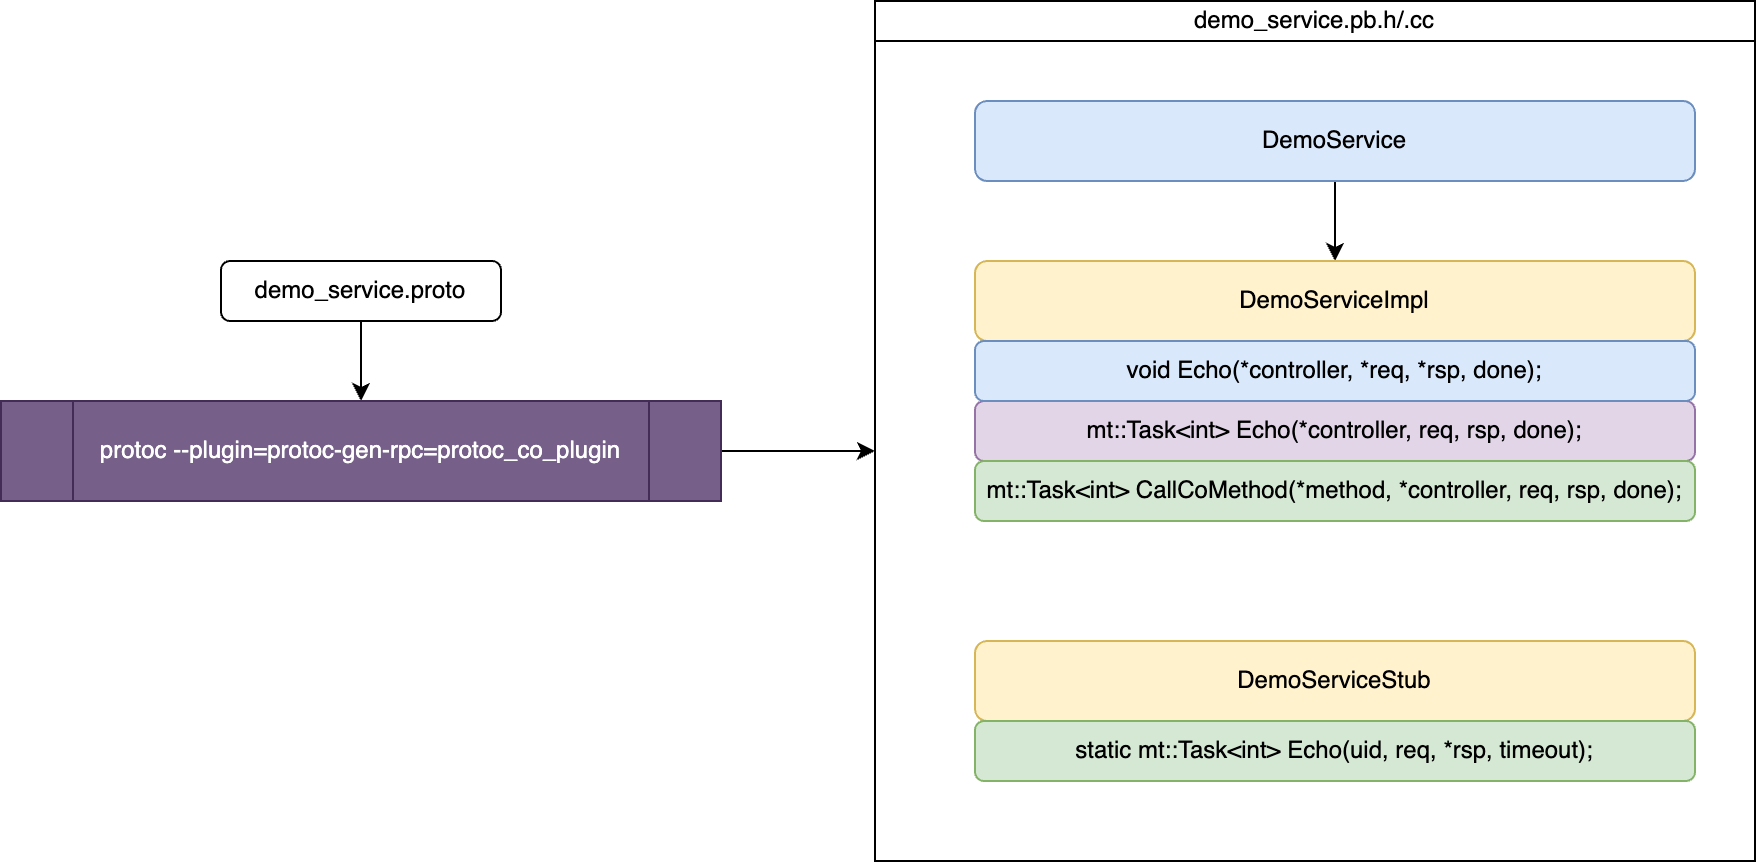 demo_service.pb.h/.cc
DemoService
demo_service.proto
DemoServiceImpl
void Echo(*controller, *req, *rsp, done);
mt::Task<int> Echo(*controller, req, rsp, done);
protoc --plugin=protoc-gen-rpc=protoc_co_plugin
mt::Task<int> CallCoMethod(*method, *controller, req, rsp, done);
DemoServiceStub
static mt::Task<int> Echo(uid, req, *rsp, timeout);